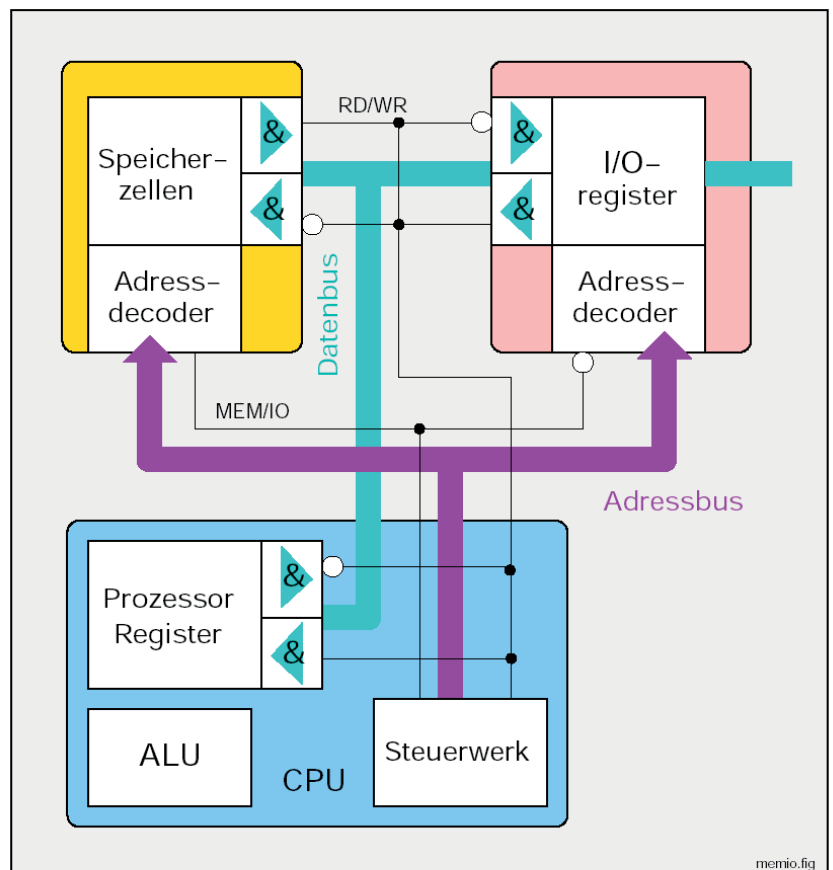 RD/WR
&
&
Speicher–
zellen
&
&
I/O–
register
Adress–
decoder
Datenbus
Adress–
decoder
MEM/IO
Adressbus
Prozessor
Register
&
&
ALU
CPU
Steuerwerk
memio.fig